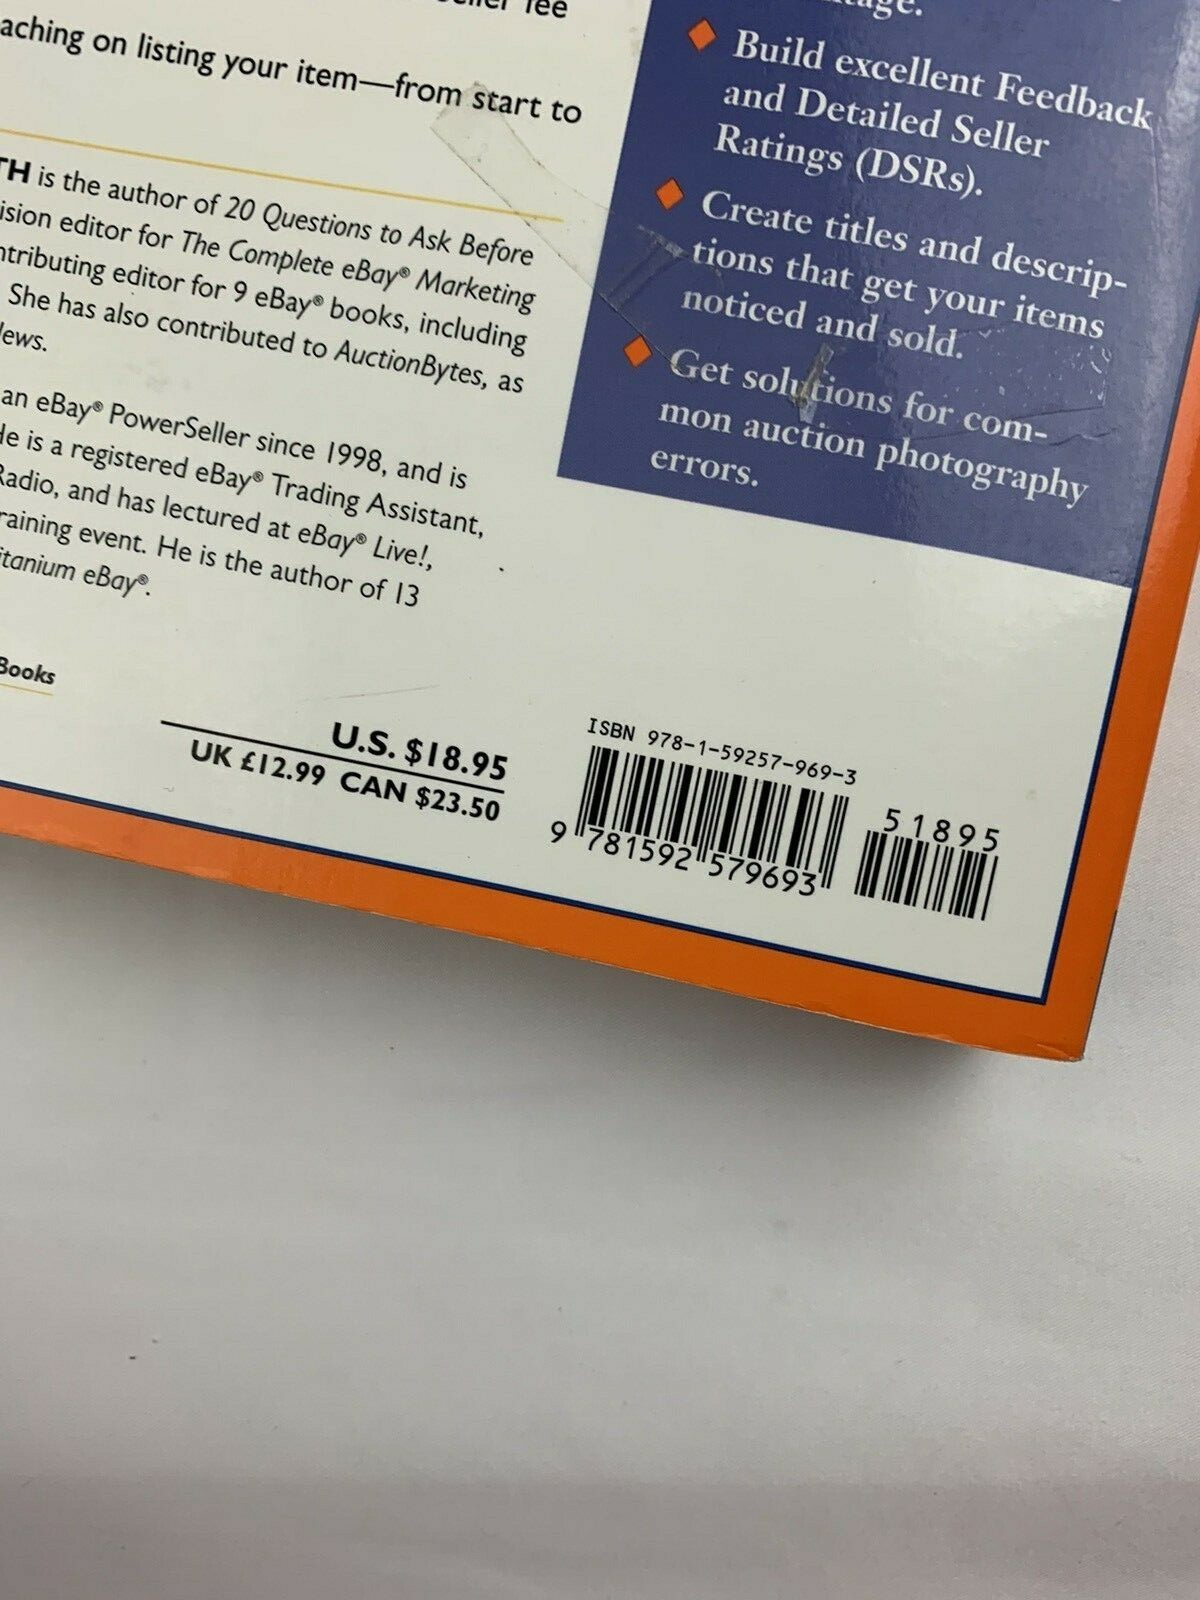 fee
aching on listing your item—from start to
TH is the author of 20 Questions to Ask Before
ision editor for The Complete eBay® Marketing
ntributing editor for 9 eBay® books, including
She has also contributed to AuctionBytes, as
News.
an eBay® PowerSeller since 1998, and is
He is a registered eBay® Trading Assistant,
Radio, and has lectured at eBay® Live!,
raining event. He is the author of 13
itanium eBay®.
Books
U.S. $18.95
UK £12.99 CAN $23.50
Build excellent Feedback
and Detailed Seller
Ratings (DSRs).
Create titles and descrip-
tions that get your items
noticed and sold.
Get solutions for com-
mon auction photography
errors.
ISBN 978-1-59257-969-3
51895
9 781592 579693